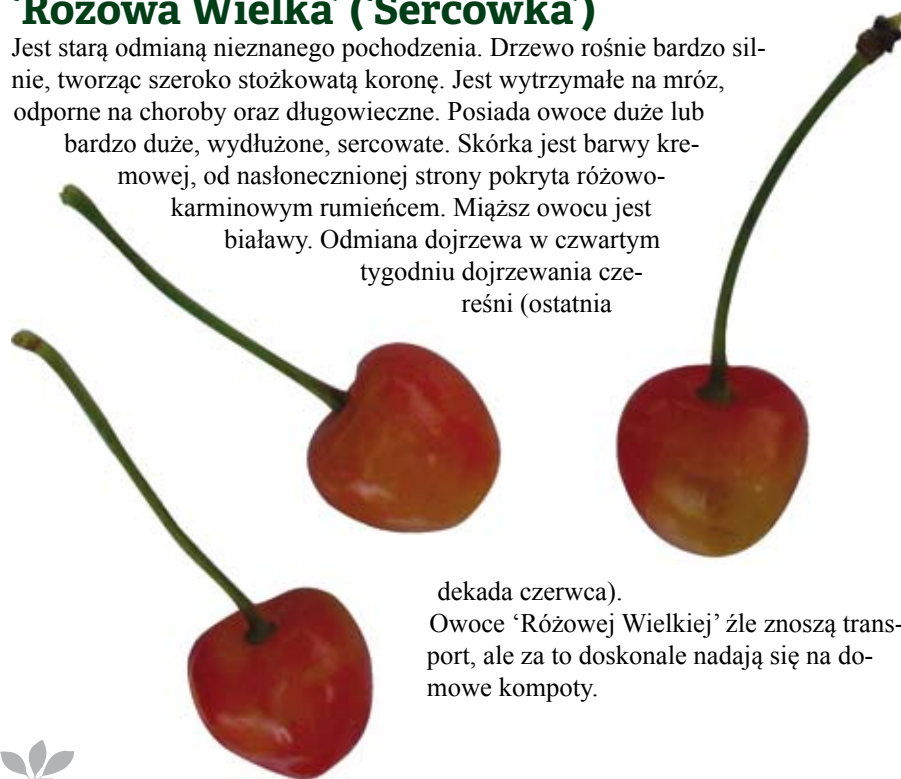 ‘Różowa Wielka’ (‘Sercówka’)
Jest starą odmianą nieznanego pochodzenia. Drzewo rośnie bardzo sil-
nie, tworząc szeroko stożkowatą koronę. Jest wytrzymałe na mróz,
odporne na choroby oraz długowieczne. Posiada owoce duże lub
bardzo duże, wydłużone, sercowate. Skórka jest barwy kre-
mowej, od nasłonecznionej strony pokryta różowo-
karminowym rumieńcem. Miąższ owocu jest
białawy. Odmiana dojrzewa w czwartym
tygodniu dojrzewania cze-
reśni (ostatnia
dekada czerwca).
Owoce ‘Różowej Wielkiej’ źle znoszą trans-
port, ale za to doskonale nadają się na do-
mowe kompoty.